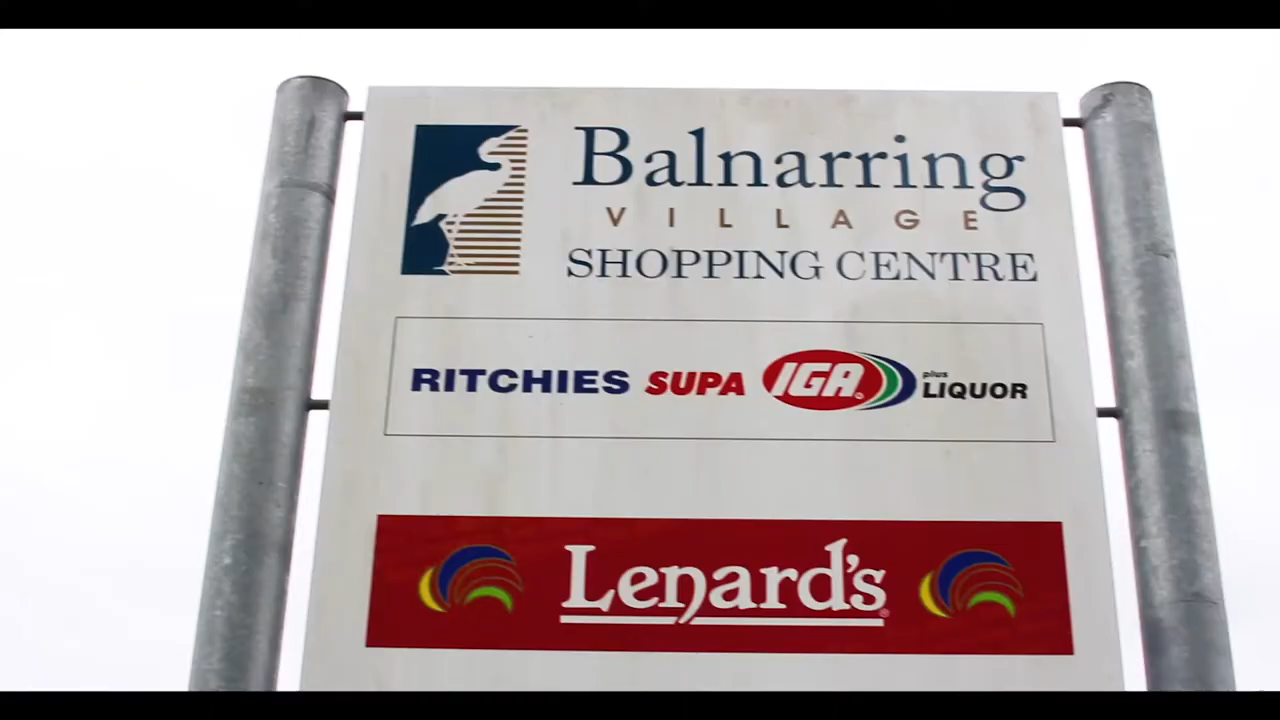 Balnarring
VILLAGE
SHOPPING CENTRE
RITCHIES SUPA IGA plus LIQUOR
Lenard's